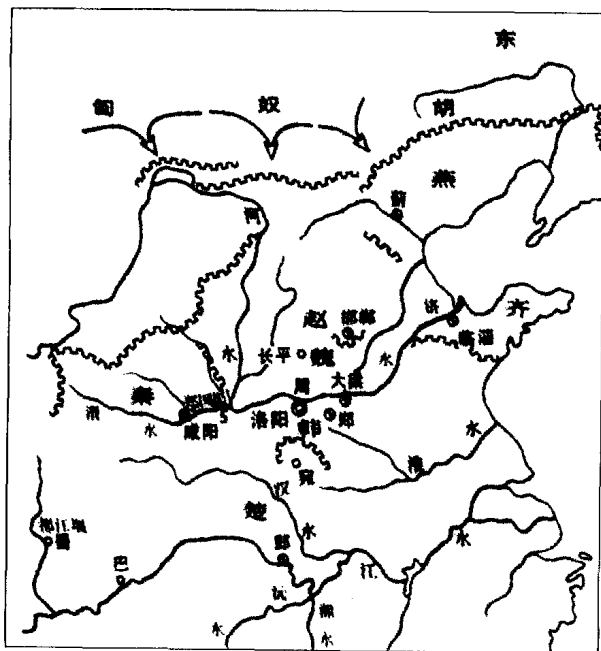 东
匈 奴 胡
燕
蓟
河
赵 邯郸
济 齐
临淄
长平 魏
水
周 大梁
水
秦
渭 水
咸阳
洛阳 韩 郑
宛
淮 水
汉 水
楚
郢
都江堰
蜀
巴
江 水
沅 水
湘 水